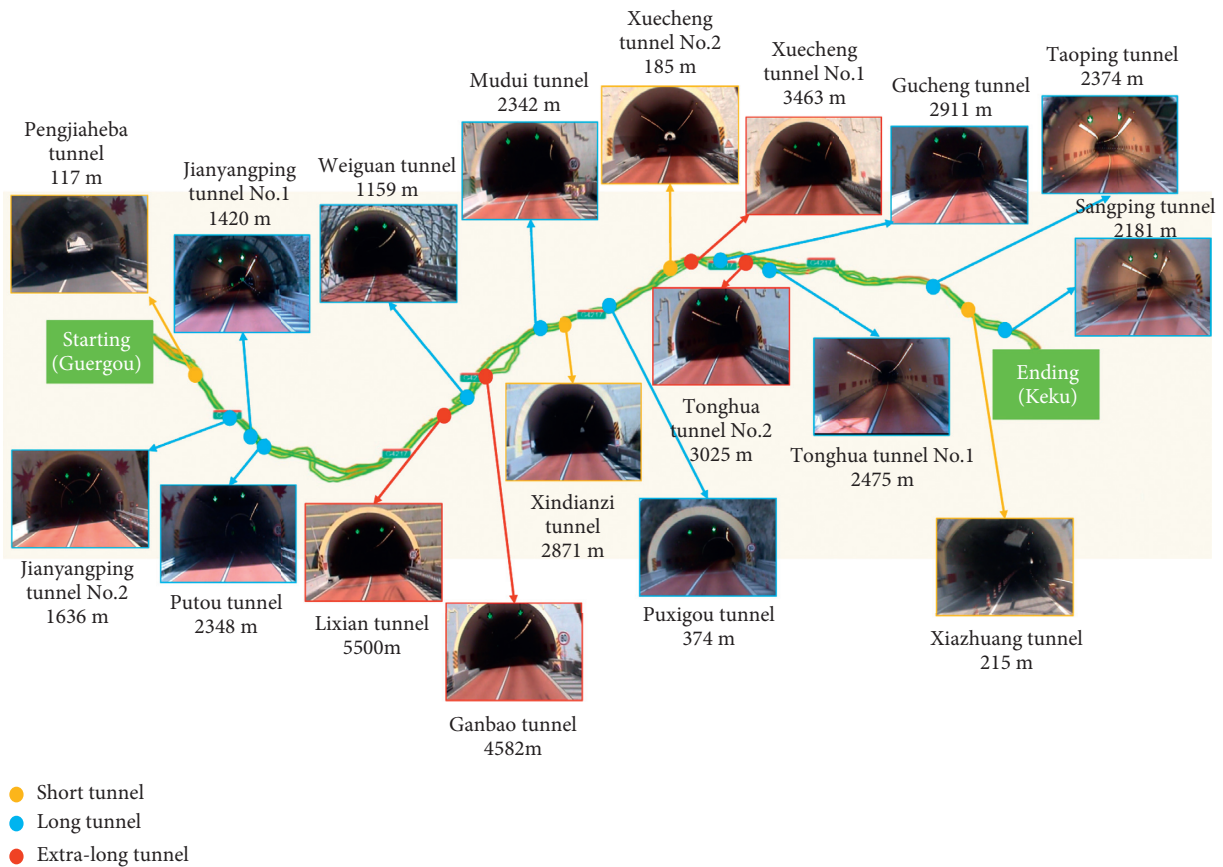 Pengjiaheba
tunnel
117 m
Jianyangping
tunnel No.1
1420 m
Weiguan tunnel
1159 m
Mudui tunnel
2342 m
Xuecheng
tunnel No.2
185 m
Xuecheng
tunnel No.1
3463 m
Gucheng tunnel
2911 m
Taoping tunnel
2374 m
Sangping tunnel
2181 m
Starting
(Guergou)
Ending
(Keku)
Jianyangping
tunnel No.2
1636 m
Putou tunnel
2348 m
Lixian tunnel
5500m
Ganbao tunnel
4582m
Xindianzi
tunnel
2871 m
Puxigou tunnel
374 m
Tonghua
tunnel No.2
3025 m
Tonghua tunnel No.1
2475 m
Xiazhuang tunnel
215 m
Short tunnel
Long tunnel
Extra-long tunnel